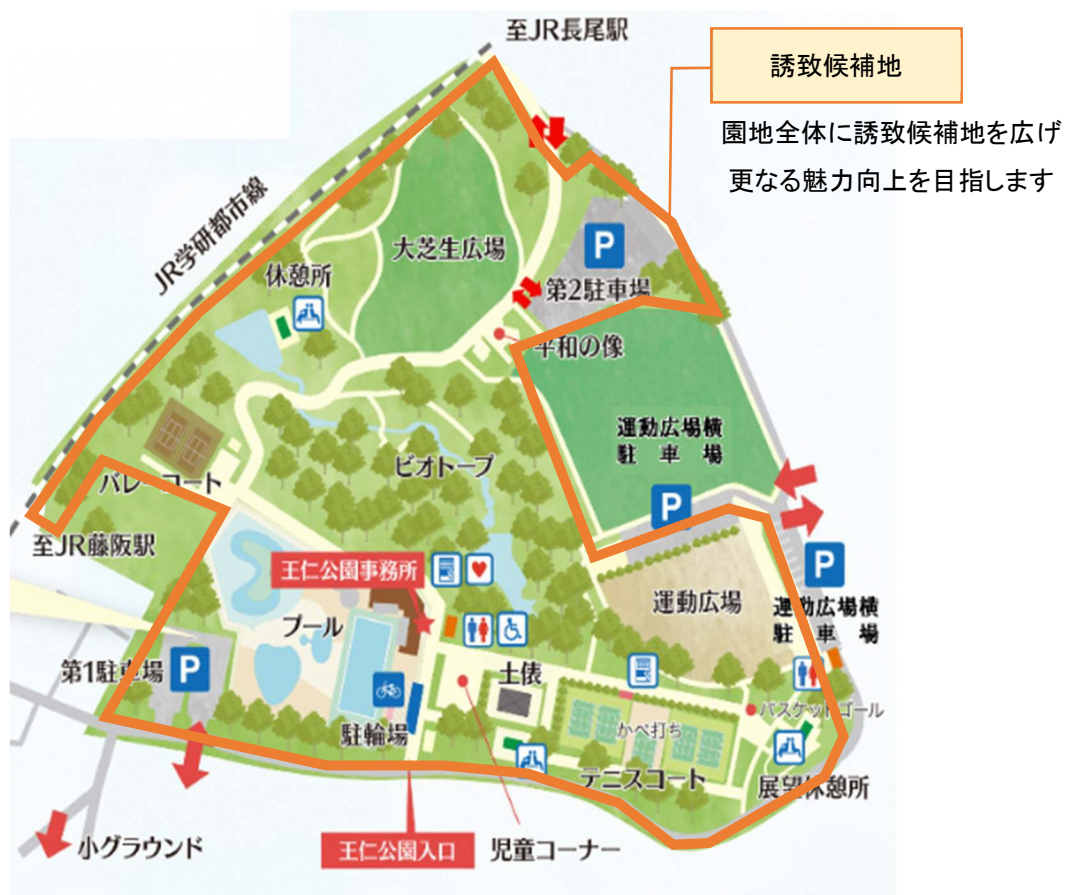 至JR長尾駅
誘致候補地
園地全体に誘致候補地を広げ
更なる魅力向上を目指します
JR学研都市線
大芝生広場
P
休憩所
第2駐車場
平和の像
運動広場横
駐車場
バレーコート
ビオトープ
P
至JR藤阪駅
王仁公園事務所
P
運動広場
運動広場横
駐車場
プール
第1駐車場
P
土俵
バスケットゴール
かべ打ち
駐輪場
テニスコート
展望休憩所
小グラウンド
王仁公園入口
児童コーナー